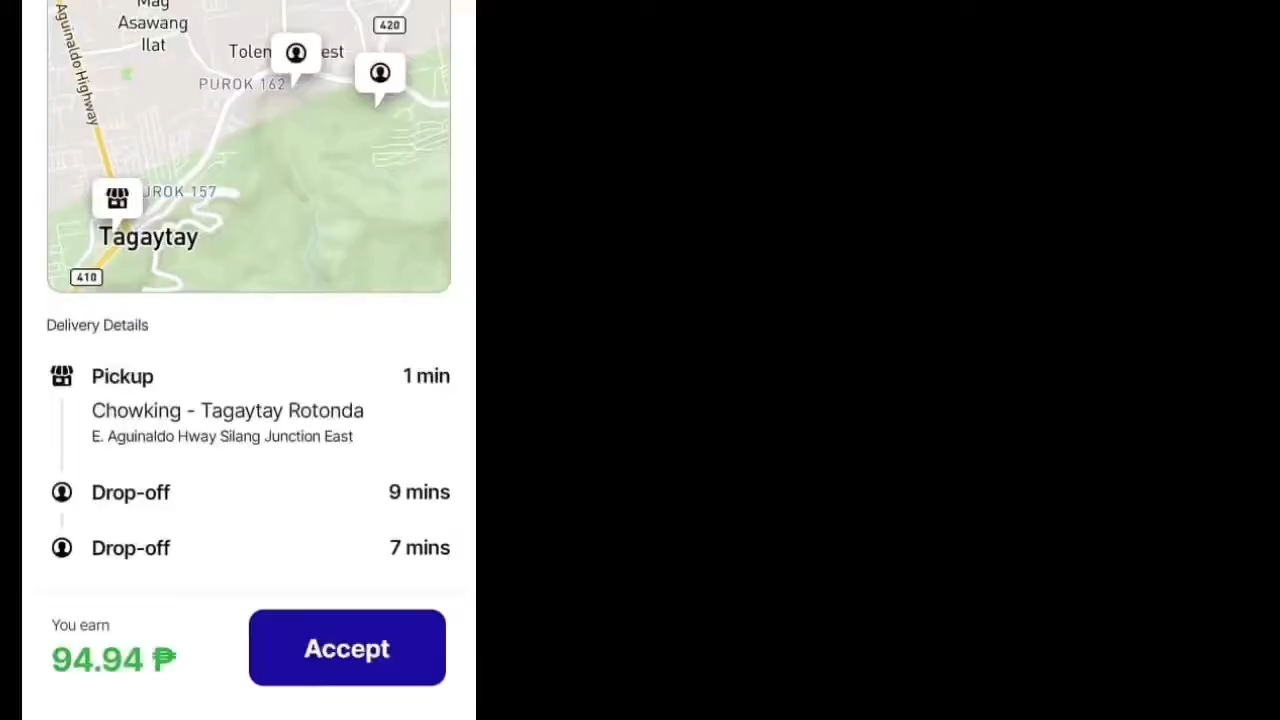 Mag
Asawang
Ilat
Aguinaldo Highway
420
Tolen est
PUROK 162
UROK 157
Tagaytay
410
Delivery Details
Pickup 1 min
Chowking - Tagaytay Rotonda
E. Aguinaldo Hway Silang Junction East
Drop-off 9 mins
Drop-off 7 mins
You earn
94.94 ₱
Accept